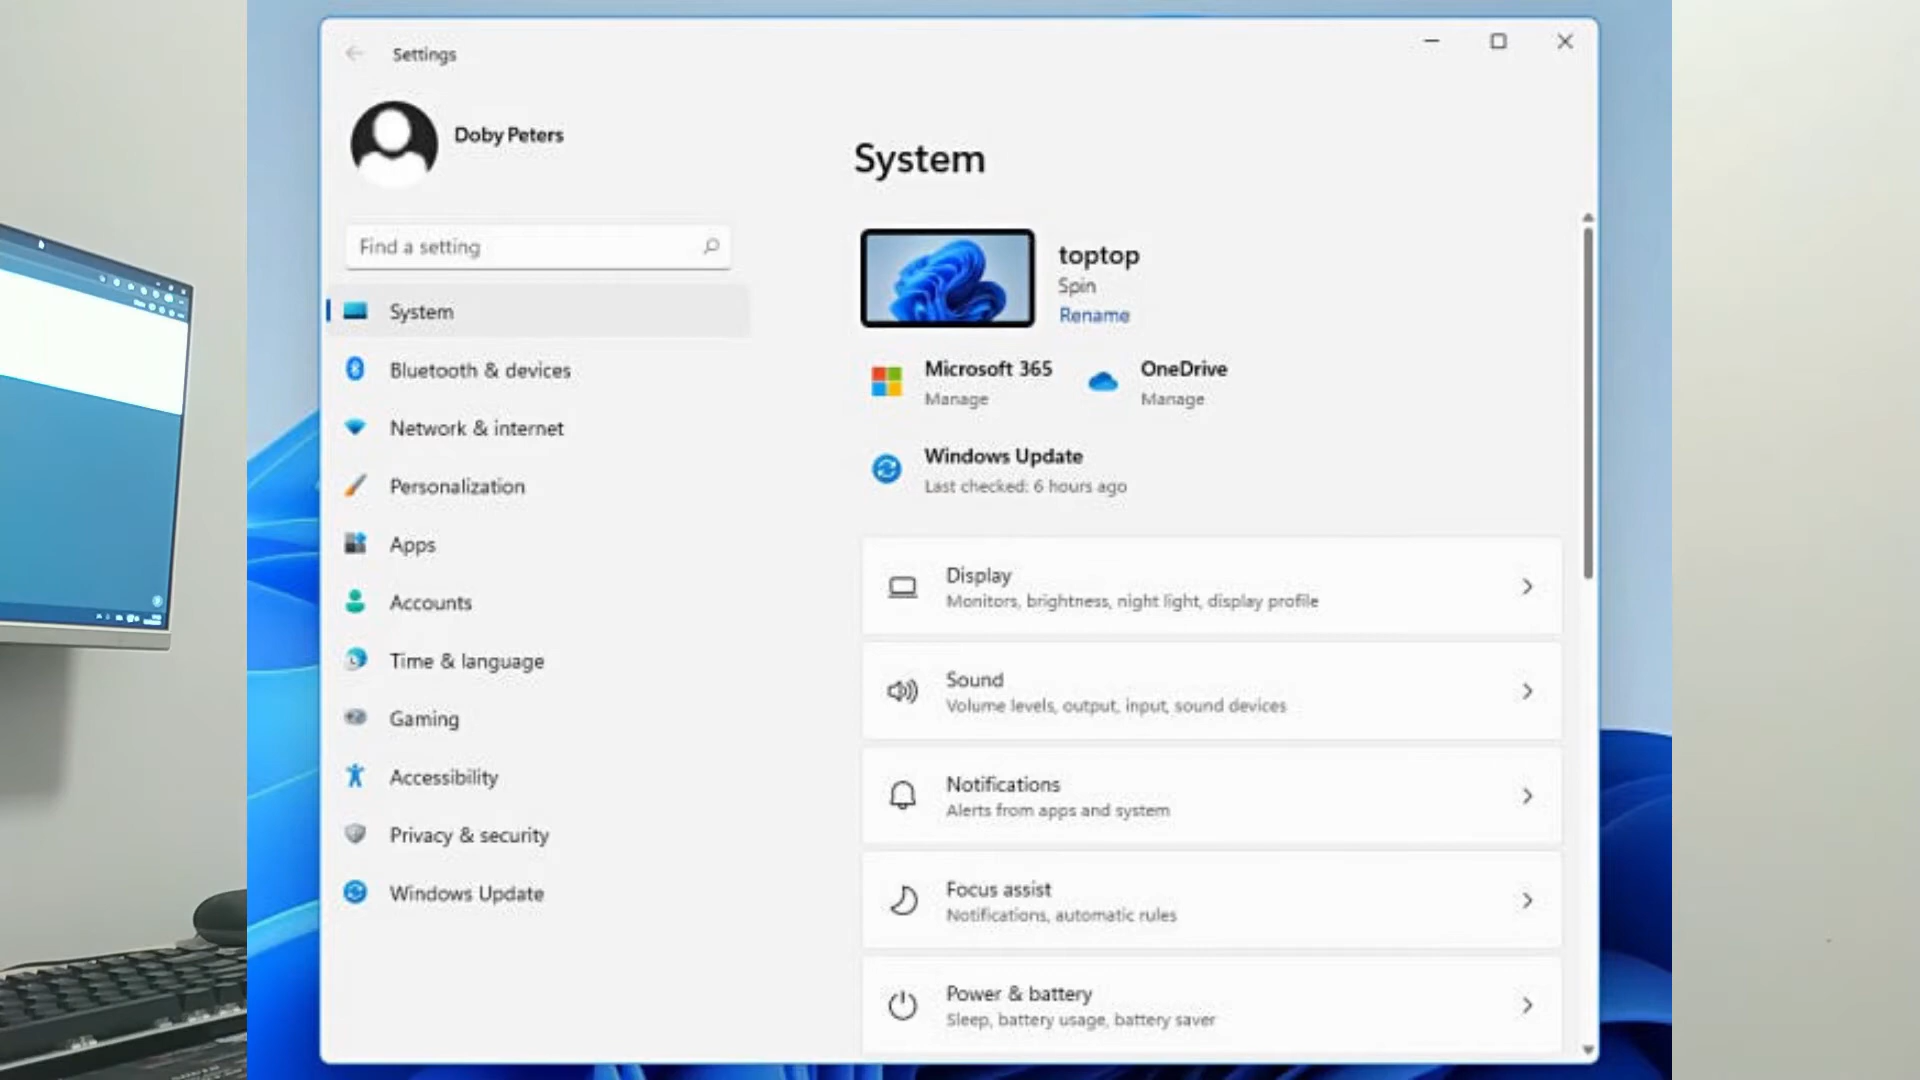 Settings
Doby Peters
Find a setting
System
Bluetooth & devices
Network & internet
Personalization
Apps
Accounts
Time & language
Gaming
Accessibility
Privacy & security
Windows Update
System
toptop
Spin
Rename
Microsoft 365
Manage
OneDrive
Manage
Windows Update
Last checked: 6 hours ago
Display
Monitors, brightness, night light, display profile
Sound
Volume levels, output, input, sound devices
Notifications
Alerts from apps and system
Focus assist
Notifications, automatic rules
Power & battery
Sleep, battery usage, battery saver